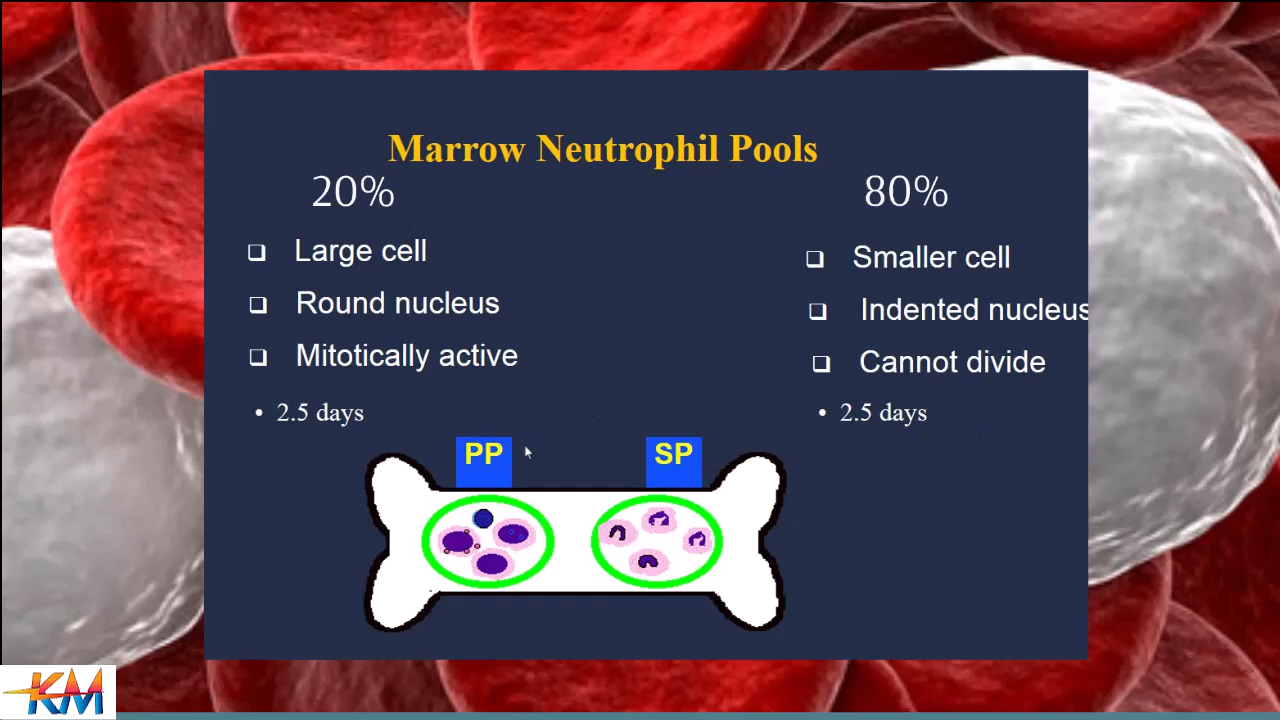 Marrow Neutrophil Pools
20%
Large cell
Round nucleus
Mitotically active
• 2.5 days
80%
Smaller cell
Indented nucleus
Cannot divide
• 2.5 days
PP
SP
KM